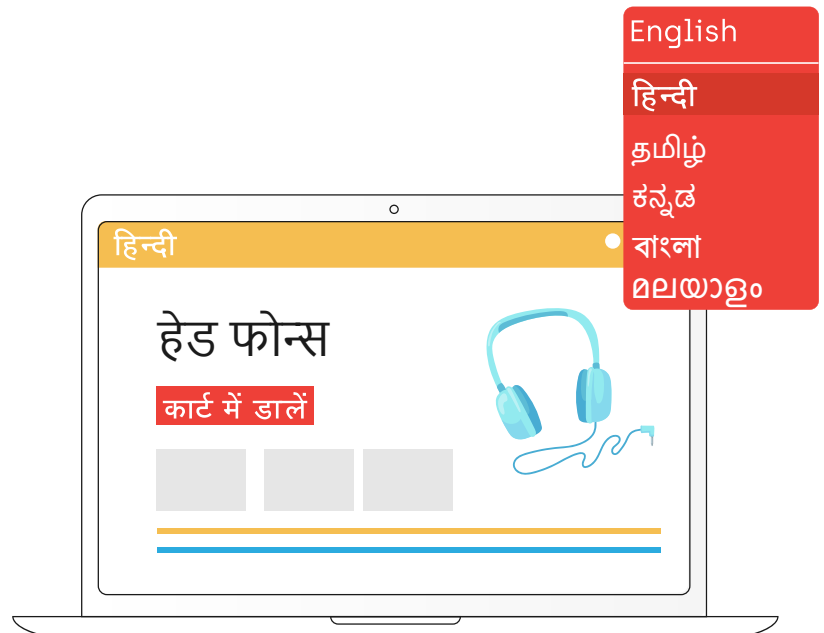 English
हिन्दी
தமிழ்
ಕನ್ನಡ
বাংলা
മലയാളം
हिन्दी
हेड फोन्स
कार्ट में डालें